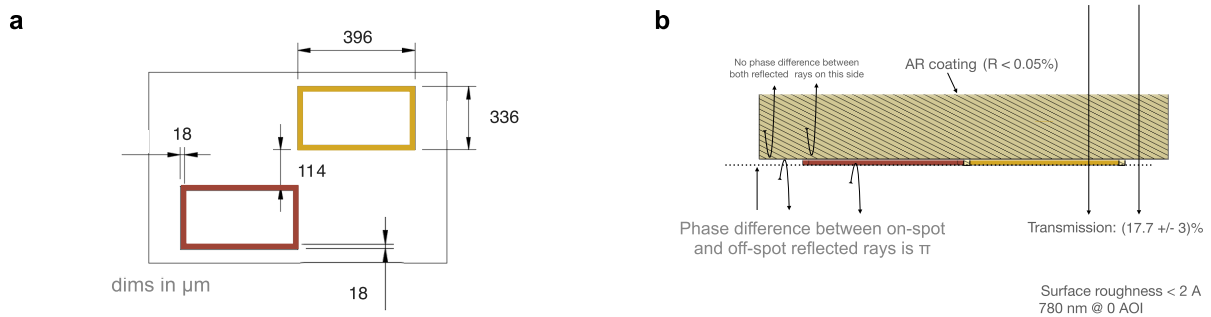 a
396
336
18
114
18
dims in µm
b
No phase difference between
both reflected rays on this side
AR coating (R < 0.05%)
Phase difference between on-spot
and off-spot reflected rays is π
Transmission: (17.7 +/- 3)%
Surface roughness < 2 A
780 nm @ 0 AOI